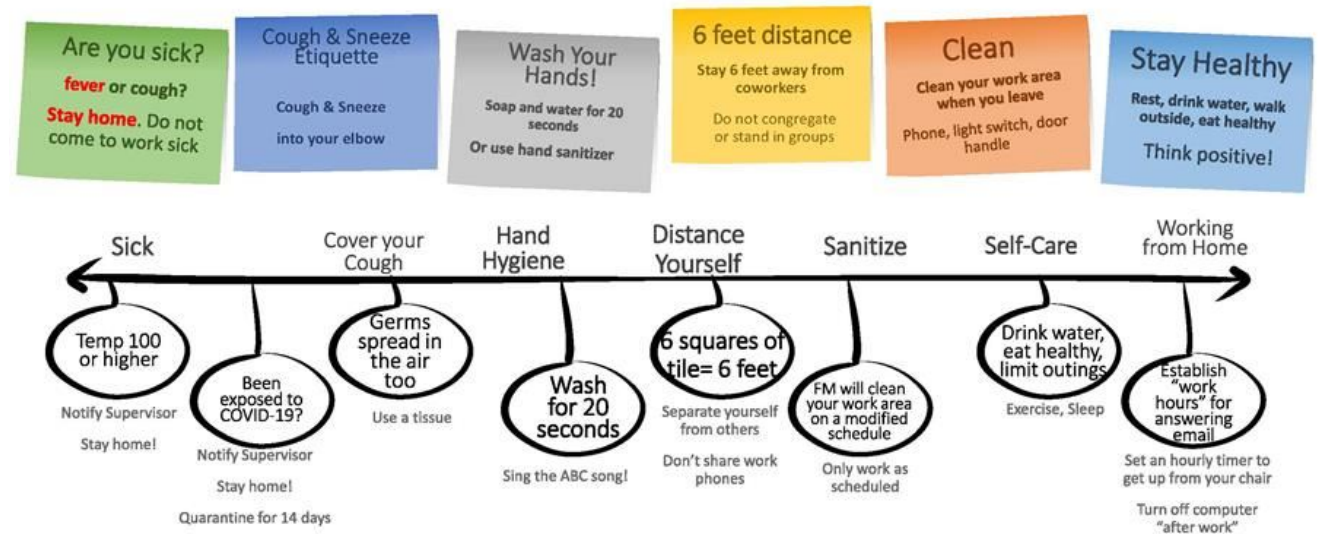 Are you sick?
fever or cough?
Stay home. Do not
come to work sick
Cough & Sneeze
Etiquette
Cough & Sneeze
into your elbow
Wash Your
Hands!
Soap and water for 20
seconds
Or use hand sanitizer
6 feet distance
Stay 6 feet away from
coworkers
Do not congregate
or stand in groups
Clean
Clean your work area
when you leave
Phone, light switch, door
handle
Stay Healthy
Rest, drink water, walk
outside, eat healthy
Think positive!
Sick
Cover your
Cough
Hand
Hygiene
Distance
Yourself
Sanitize
Self-Care
Working
from Home
Temp 100
or higher
Notify Supervisor
Stay home!
Been
exposed to
COVID-19?
Notify Supervisor
Stay home!
Quarantine for 14 days
Germs
spread in
the air
too
Use a tissue
Wash
for 20
seconds
Sing the ABC song!
6 squares of
tile= 6 feet
Separate yourself
from others
Don't share work
phones
FM will clean
your work area
on a modified
schedule
Only work as
scheduled
Drink water,
eat healthy,
limit outings
Exercise, Sleep
Establish
"work
hours" for
answering
email
Set an hourly timer to
get up from your chair
Turn off computer
"after work"